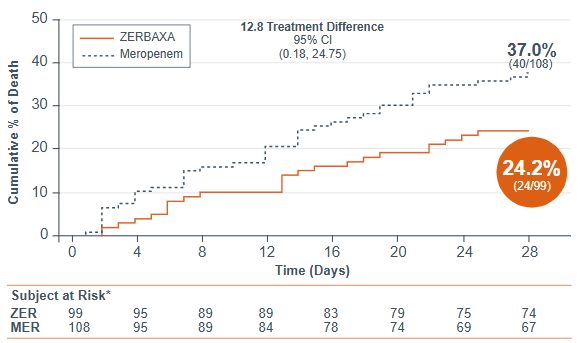 50
40
30
20
10
0
Cumulative % of Death
ZERBAXA
Meropenem
12.8 Treatment Difference
95% CI
(0.18, 24.75)
37.0%
(40/108)
24.2%
(24/99)
0 4 8 12 16 20 24 28
Time (Days)
Subject at Risk*
ZER 99 95 89 89 83 79 75 74
MER 108 95 89 84 78 74 69 67